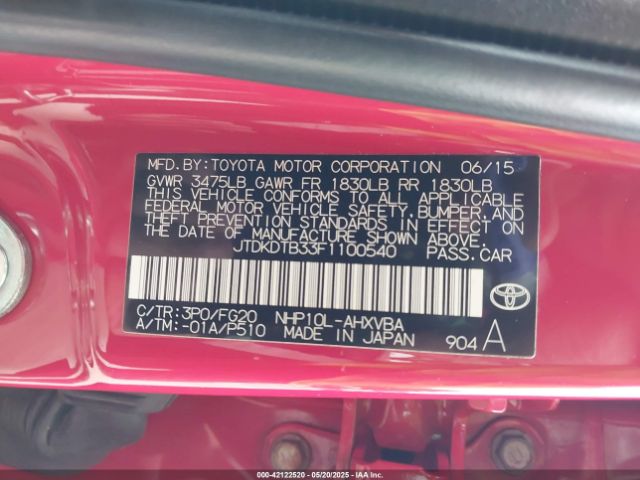 MFD. BY: TOYOTA MOTOR CORPORATION 06/15
GVWR 3475LB GAWR FR 1830LB RR 1830LB
THIS VEHICLE CONFORMS TO ALL APPLICABLE
FEDERAL MOTOR VEHICLE SAFETY, BUMPER, AND
THEFT PREVENTION STANDARDS IN EFFECT ON
THE DATE OF MANUFACTURE SHOWN ABOVE.
JTDKDTB33F1100540 PASS. CAR
C/TR: 3P0/FG20 NHP10L-AHXVBA
A/TM: -01A/P510 MADE IN JAPAN 904 A
TOYOTA
000-42122520 | 05/20/2025 | IAAI.COM